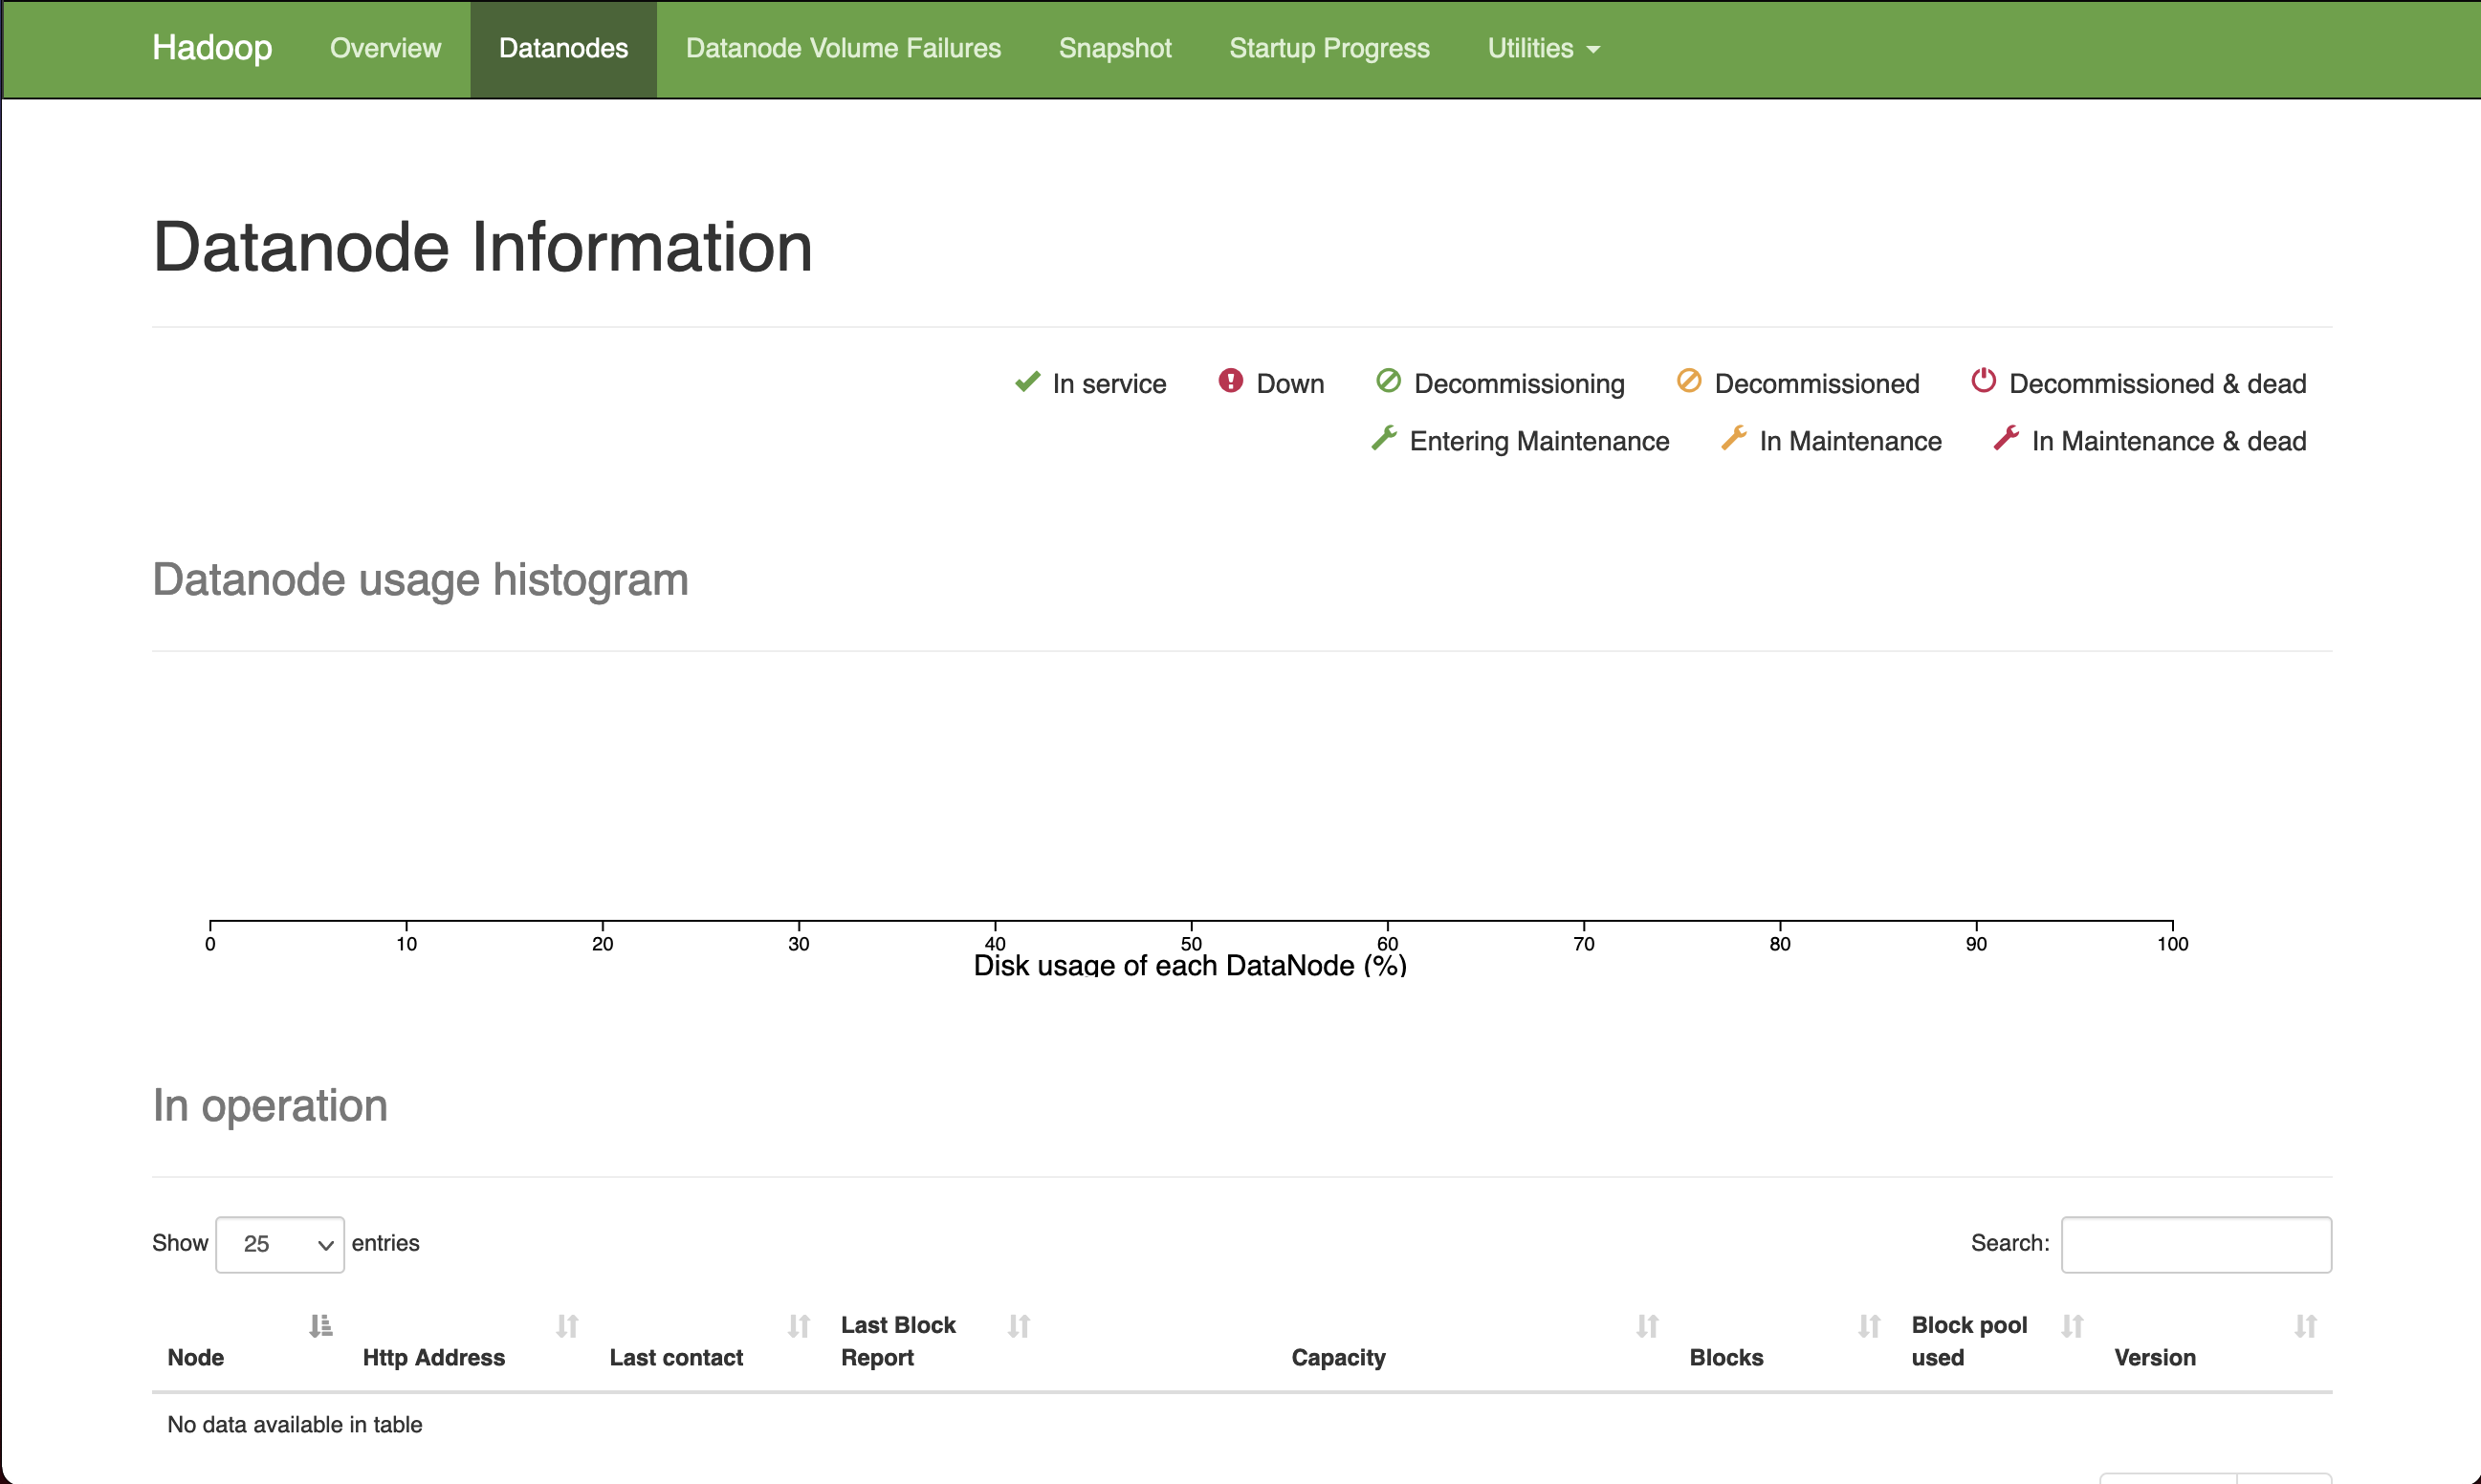 Hadoop Overview Datanodes Datanode Volume Failures Snapshot Startup Progress Utilities
Datanode Information
In service Down Decommissioning Decommissioned Decommissioned & dead
Entering Maintenance In Maintenance In Maintenance & dead
Datanode usage histogram
0 10 20 30 40 50 60 70 80 90 100
Disk usage of each DataNode (%)
In operation
Show 25 entries Search:
Node Http Address Last contact Last Block Report Capacity Blocks Block pool used Version
No data available in table